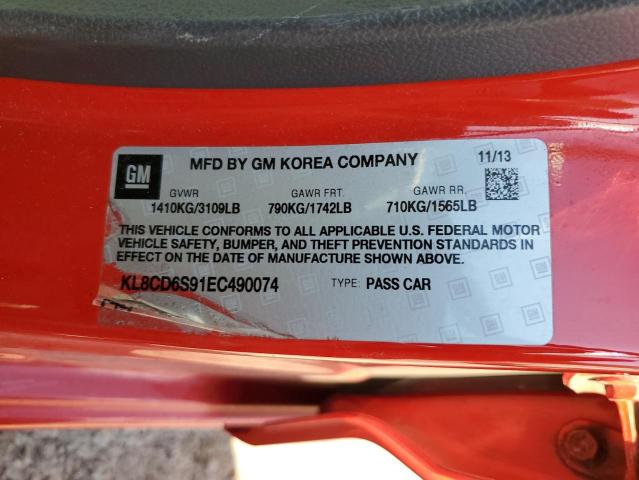 GM
MFD BY GM KOREA COMPANY 11/13
GVWR GAWR FRT. GAWR RR.
1410KG/3109LB 790KG/1742LB 710KG/1565LB
THIS VEHICLE CONFORMS TO ALL APPLICABLE U.S. FEDERAL MOTOR
VEHICLE SAFETY, BUMPER, AND THEFT PREVENTION STANDARDS IN
EFFECT ON THE DATE OF MANUFACTURE SHOWN ABOVE.
KL8CD6S91EC490074 TYPE: PASS CAR